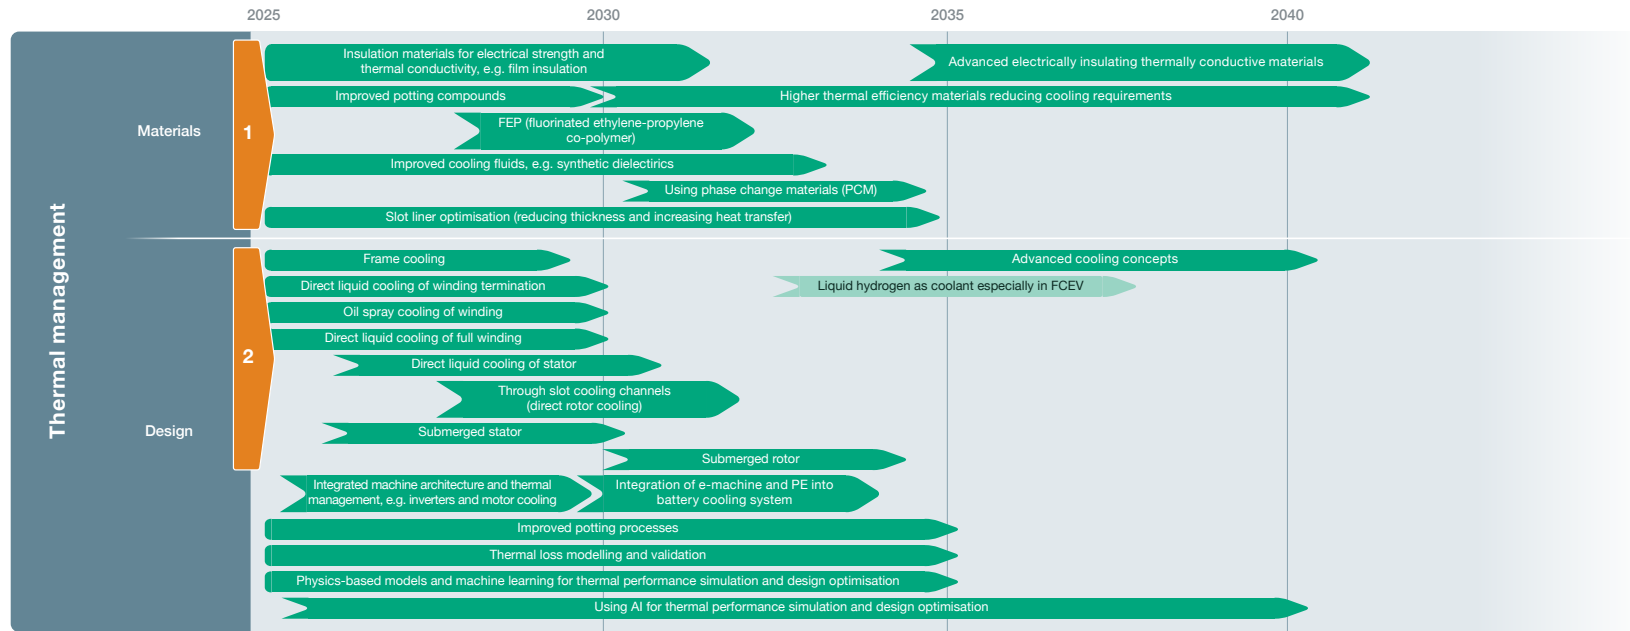 2025 2030 2035 2040
Thermal management
Materials
1
Insulation materials for electrical strength and
thermal conductivity, e.g. film insulation
Advanced electrically insulating thermally conductive materials
Improved potting compounds
Higher thermal efficiency materials reducing cooling requirements
FEP (fluorinated ethylene-propylene
co-polymer)
Improved cooling fluids, e.g. synthetic dielectirics
Using phase change materials (PCM)
Slot liner optimisation (reducing thickness and increasing heat transfer)
Design
2
Frame cooling
Advanced cooling concepts
Direct liquid cooling of winding termination
Liquid hydrogen as coolant especially in FCEV
Oil spray cooling of winding
Direct liquid cooling of full winding
Direct liquid cooling of stator
Through slot cooling channels
(direct rotor cooling)
Submerged stator
Submerged rotor
Integrated machine architecture and thermal
management, e.g. inverters and motor cooling
Integration of e-machine and PE into
battery cooling system
Improved potting processes
Thermal loss modelling and validation
Physics-based models and machine learning for thermal performance simulation and design optimisation
Using AI for thermal performance simulation and design optimisation